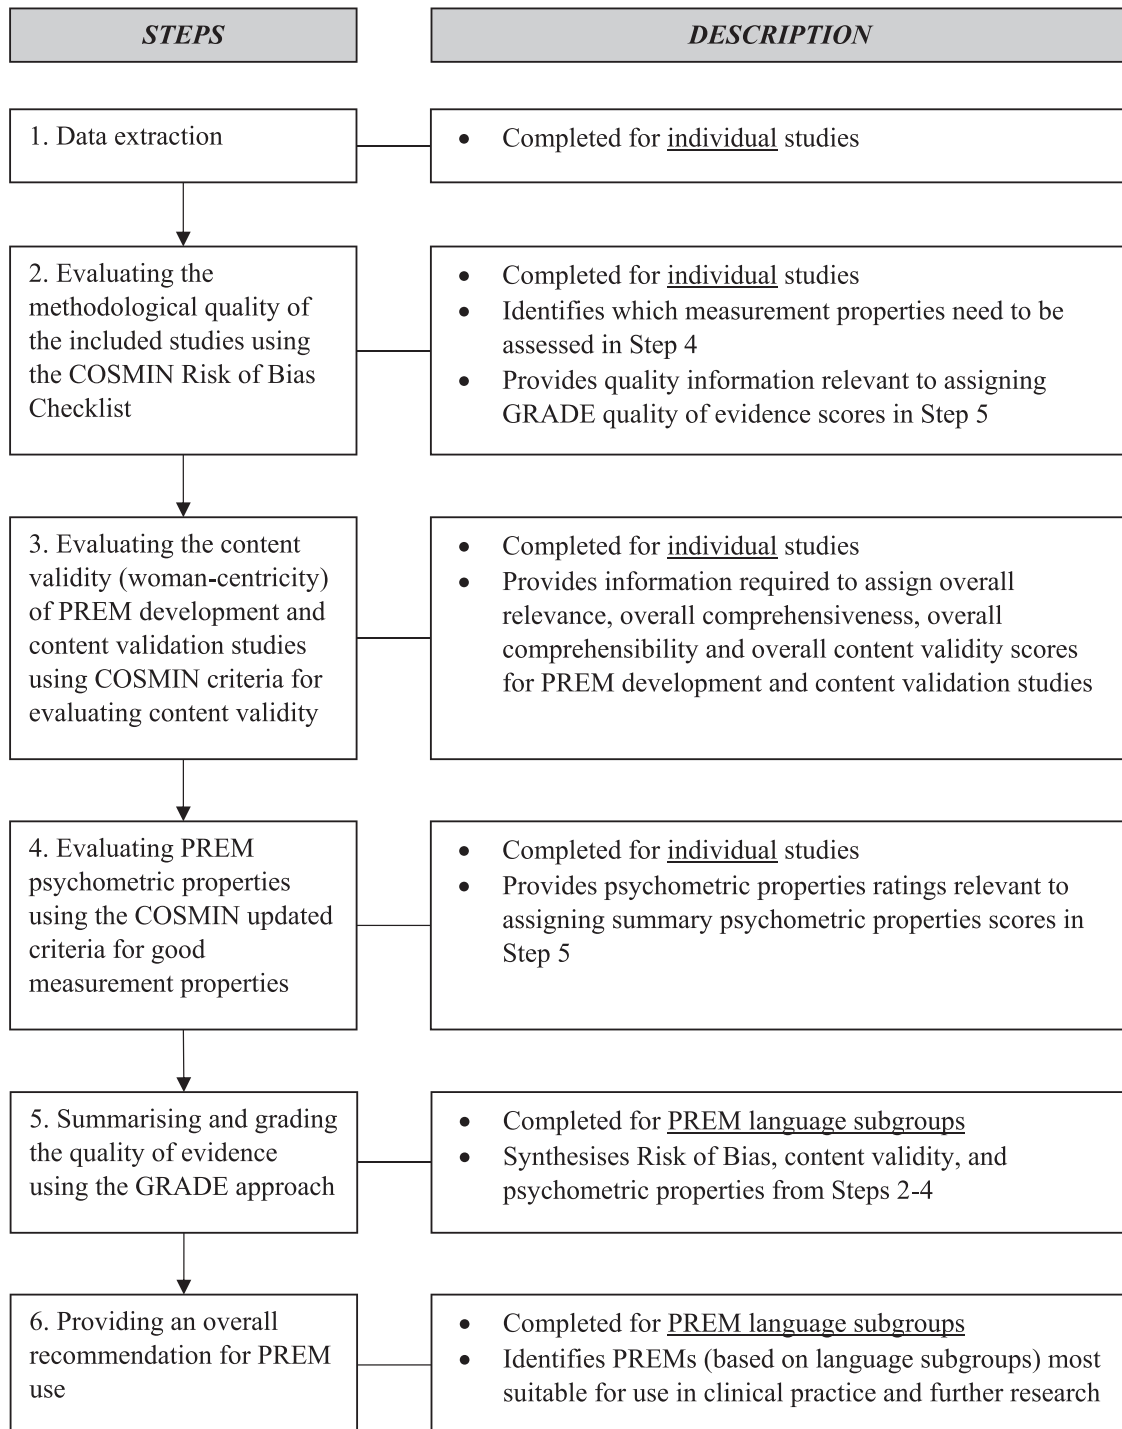 STEPS
DESCRIPTION
1. Data extraction
• Completed for individual studies
2. Evaluating the
methodological quality of
the included studies using
the COSMIN Risk of Bias
Checklist
• Completed for individual studies
• Identifies which measurement properties need to be
assessed in Step 4
• Provides quality information relevant to assigning
GRADE quality of evidence scores in Step 5
3. Evaluating the content
validity (woman-centricity)
of PREM development and
content validation studies
using COSMIN criteria for
evaluating content validity
• Completed for individual studies
• Provides information required to assign overall
relevance, overall comprehensiveness, overall
comprehensibility and overall content validity scores
for PREM development and content validation studies
4. Evaluating PREM
psychometric properties
using the COSMIN updated
criteria for good
measurement properties
• Completed for individual studies
• Provides psychometric properties ratings relevant to
assigning summary psychometric properties scores in
Step 5
5. Summarising and grading
the quality of evidence
using the GRADE approach
• Completed for PREM language subgroups
• Synthesises Risk of Bias, content validity, and
psychometric properties from Steps 2-4
6. Providing an overall
recommendation for PREM
use
• Completed for PREM language subgroups
• Identifies PREMs (based on language subgroups) most
suitable for use in clinical practice and further research